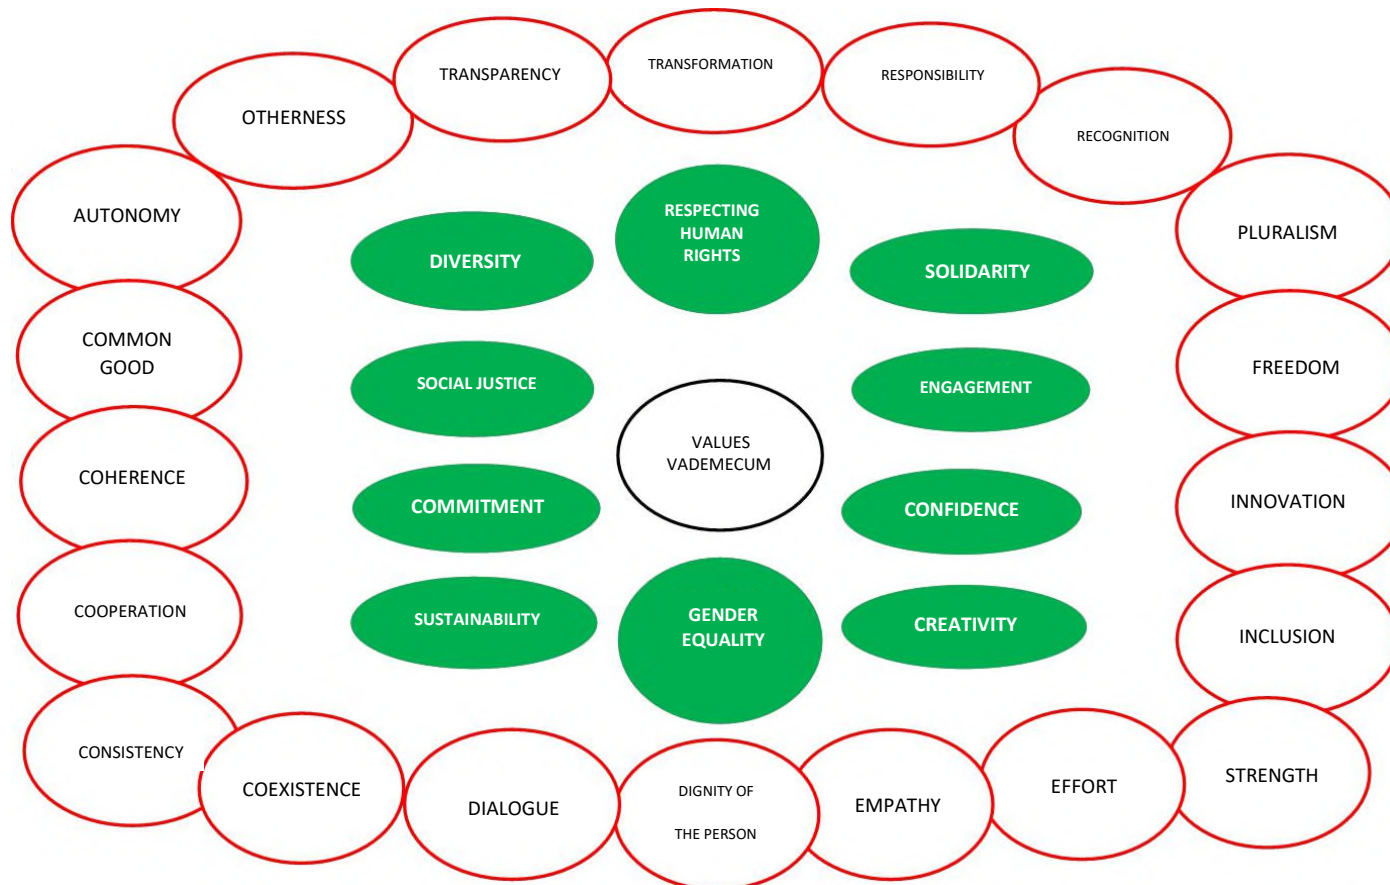 TRANSFORMATION
TRANSPARENCY
RESPONSIBILITY
OTHERNESS
RECOGNITION
AUTONOMY
RESPECTING
HUMAN
RIGHTS
PLURALISM
DIVERSITY
SOLIDARITY
COMMON
GOOD
FREEDOM
SOCIAL JUSTICE
ENGAGEMENT
VALUES
VADEMECUM
COHERENCE
INNOVATION
COMMITMENT
CONFIDENCE
COOPERATION
SUSTAINABILITY
GENDER
EQUALITY
CREATIVITY
INCLUSION
CONSISTENCY
COEXISTENCE
DIALOGUE
DIGNITY OF
THE PERSON
EMPATHY
EFFORT
STRENGTH